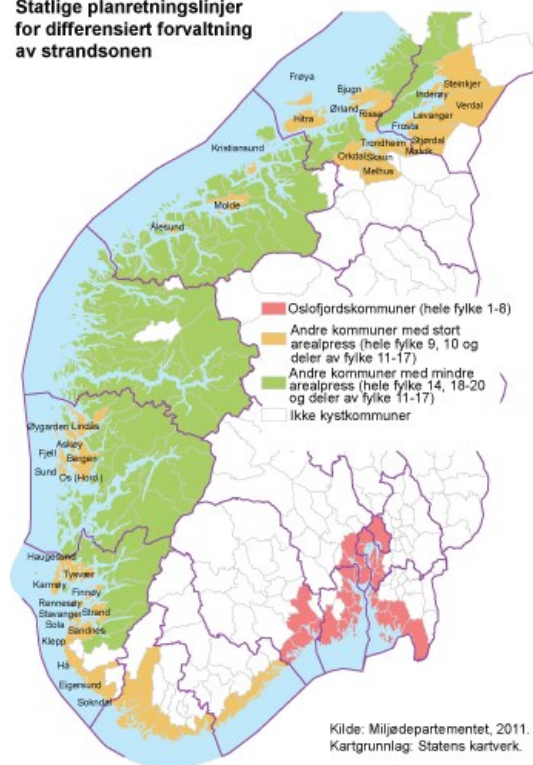 Statlige planretningslinjer
for differensiert forvaltning
av strandsonen
Frøya
Bjugn
Steinkjer
Inderøy
Verdal
Hitra
Ørland
Rissa
Levanger
Frosta
Kristiansund
Trondheim
Stjørdal
Malvik
Orkdal
Skaun
Melhus
Molde
Ålesund
Oslofjordskommuner (hele fylke 1-8)
Andre kommuner med stort
arealpress (hele fylke 9, 10 og
deler av fylke 11-17)
Andre kommuner med mindre
arealpress (hele fylke 14, 18-20
og deler av fylke 11-17)
Ikke kystkommuner
Øygarden
Lindås
Askøy
Fjell
Bergen
Sund
Os (Hord.)
Haugesund
Tysvær
Karmøy
Finnøy
Rennesøy
Stavanger
Strand
Sola
Sandnes
Klepp
Hå
Eigersund
Sokndal
Kilde: Miljødepartementet, 2011.
Kartgrunnlag: Statens kartverk.